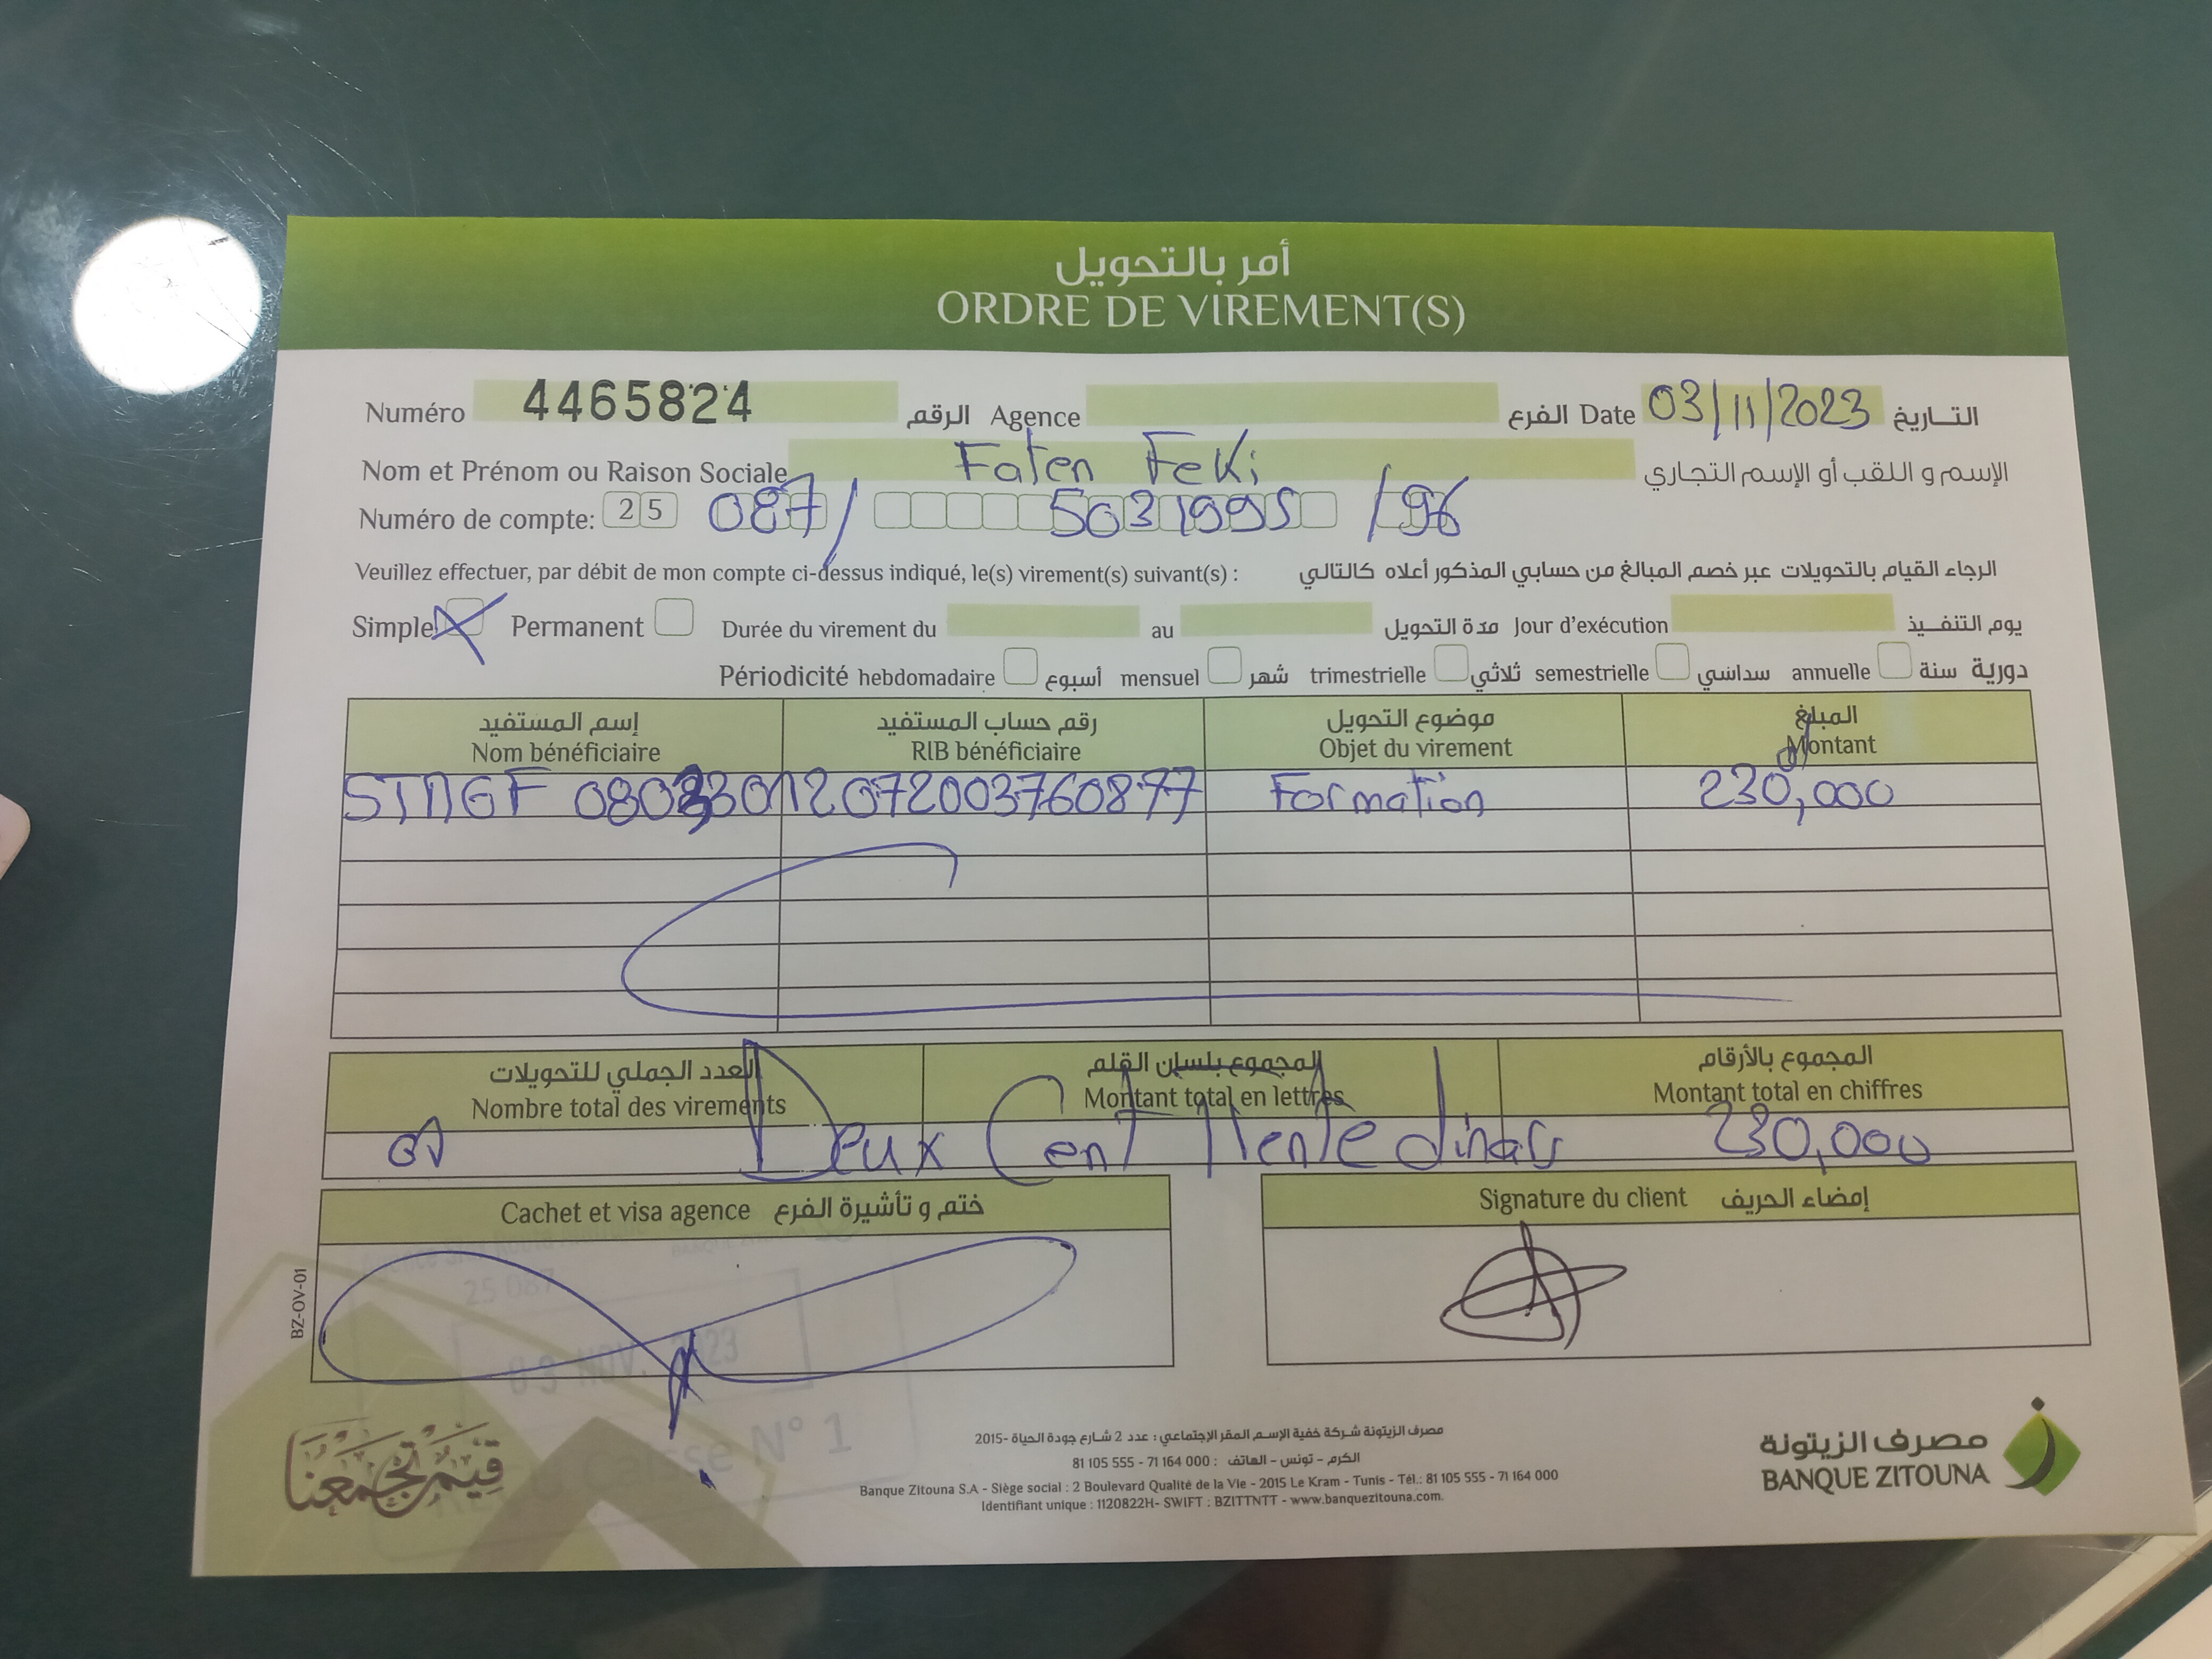 أمر بالتحويل
ORDRE DE VIREMENT(S)
Numéro 4465824 الرقم Agence الفرع Date 03/11/2023 التاريخ
Nom et Prénom ou Raison Sociale Faten Feki الإسم و اللقب أو الإسم التجاري
Numéro de compte: 25 087/ 5031995 /96
Veuillez effectuer, par débit de mon compte ci-dessus indiqué, le(s) virement(s) suivant(s) : الرجاء القيام بالتحويلات عبر خصم المبالغ من حسابي المذكور أعلاه كالتالي
Simple X Permanent Durée du virement du au مدة التحويل Jour d'exécution يوم التنفيذ
Périodicité hebdomadaire أسبوع mensuel شهر trimestrielle ثلاثي semestrielle سداسي annuelle سنة دورية
إسم المستفيد رقم حساب المستفيد موضوع التحويل المبلغ
Nom bénéficiaire RIB bénéficiaire Objet du virement Montant
08033012072003760877 Formation 230,000
العدد الجملي للتحويلات المجموع بلسان القلم المجموع بالأرقام
Nombre total des virements Montant total en lettres Montant total en chiffres
01 Deux Cent trente dinars 230,000
Cachet et visa agence ختم و تأشيرة الفرع Signature du client إمضاء الحريف
25 087
03 NOV. 2023
N° 1
BZ-OV-01
قيم تجمعنا
مصرف الزيتونة شركة خفية الإسم المقر الإجتماعي : عدد 2 شارع جودة الحياة -2015
الكرم - تونس - الهاتف : 71 164 000 - 81 105 555
Banque Zitouna S.A - Siège social : 2 Boulevard Qualité de la Vie - 2015 Le Kram - Tunis - Tél.: 81 105 555 - 71 164 000
Identifiant unique : 1120822H- SWIFT : BZITTNTT - www.banquezitouna.com.
مصرف الزيتونة
BANQUE ZITOUNA